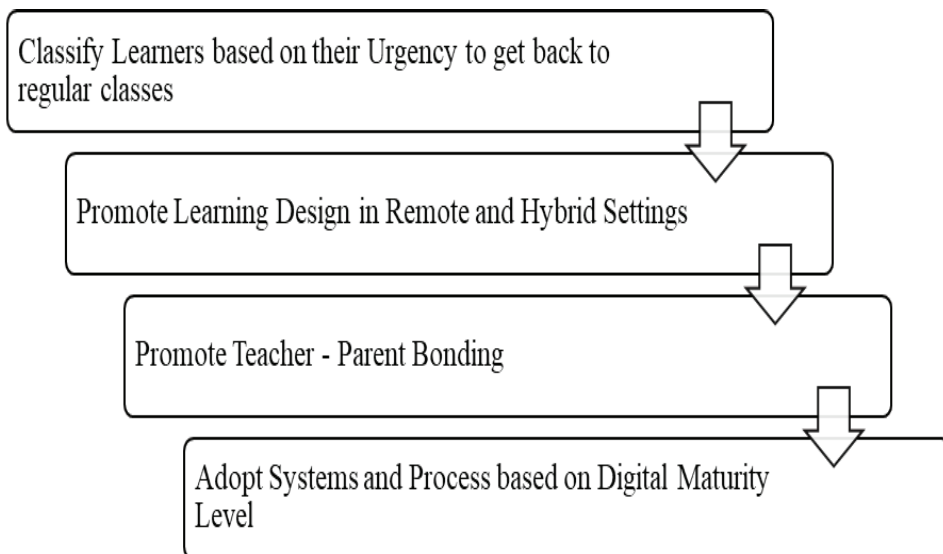 Classify Learners based on their Urgency to get back to
regular classes
Promote Learning Design in Remote and Hybrid Settings
Promote Teacher - Parent Bonding
Adopt Systems and Process based on Digital Maturity
Level